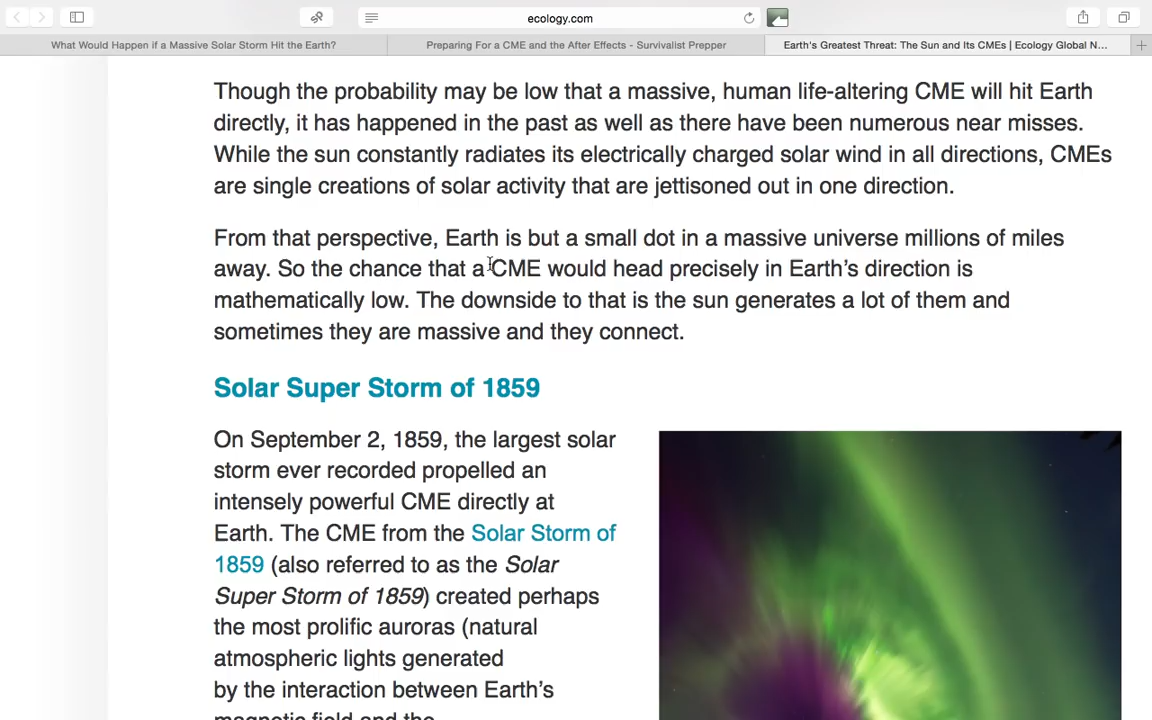 ecology.com
What Would Happen if a Massive Solar Storm Hit the Earth?
Preparing For a CME and the After Effects - Survivalist Prepper
Earth's Greatest Threat: The Sun and Its CMEs | Ecology Global N...
Though the probability may be low that a massive, human life-altering CME will hit Earth
directly, it has happened in the past as well as there have been numerous near misses.
While the sun constantly radiates its electrically charged solar wind in all directions, CMEs
are single creations of solar activity that are jettisoned out in one direction.
From that perspective, Earth is but a small dot in a massive universe millions of miles
away. So the chance that a CME would head precisely in Earth's direction is
mathematically low. The downside to that is the sun generates a lot of them and
sometimes they are massive and they connect.
Solar Super Storm of 1859
On September 2, 1859, the largest solar
storm ever recorded propelled an
intensely powerful CME directly at
Earth. The CME from the Solar Storm of
1859 (also referred to as the Solar
Super Storm of 1859) created perhaps
the most prolific auroras (natural
atmospheric lights generated
by the interaction between Earth's
magnetic field and the